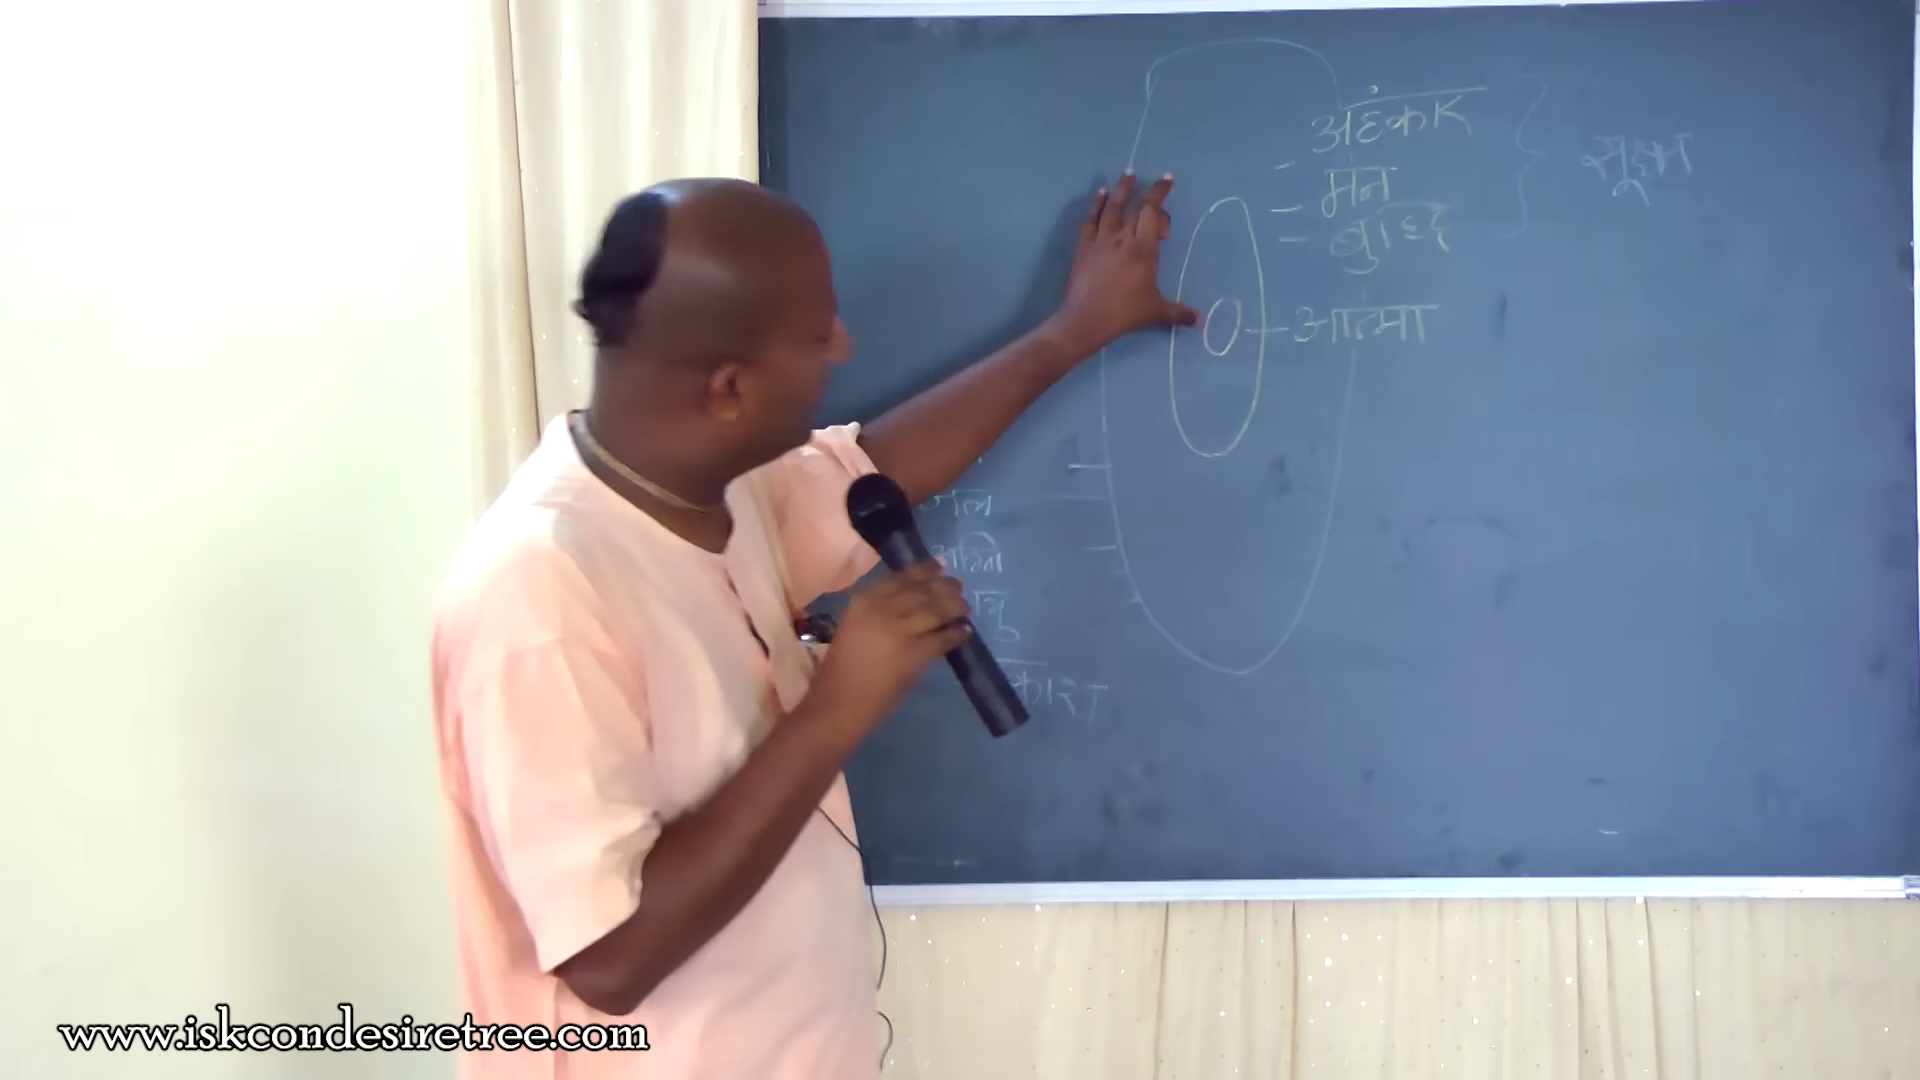 अहंकार
मन
बुद्धि
सूक्ष्म
आत्मा
जल
www.iskcondesiretree.com